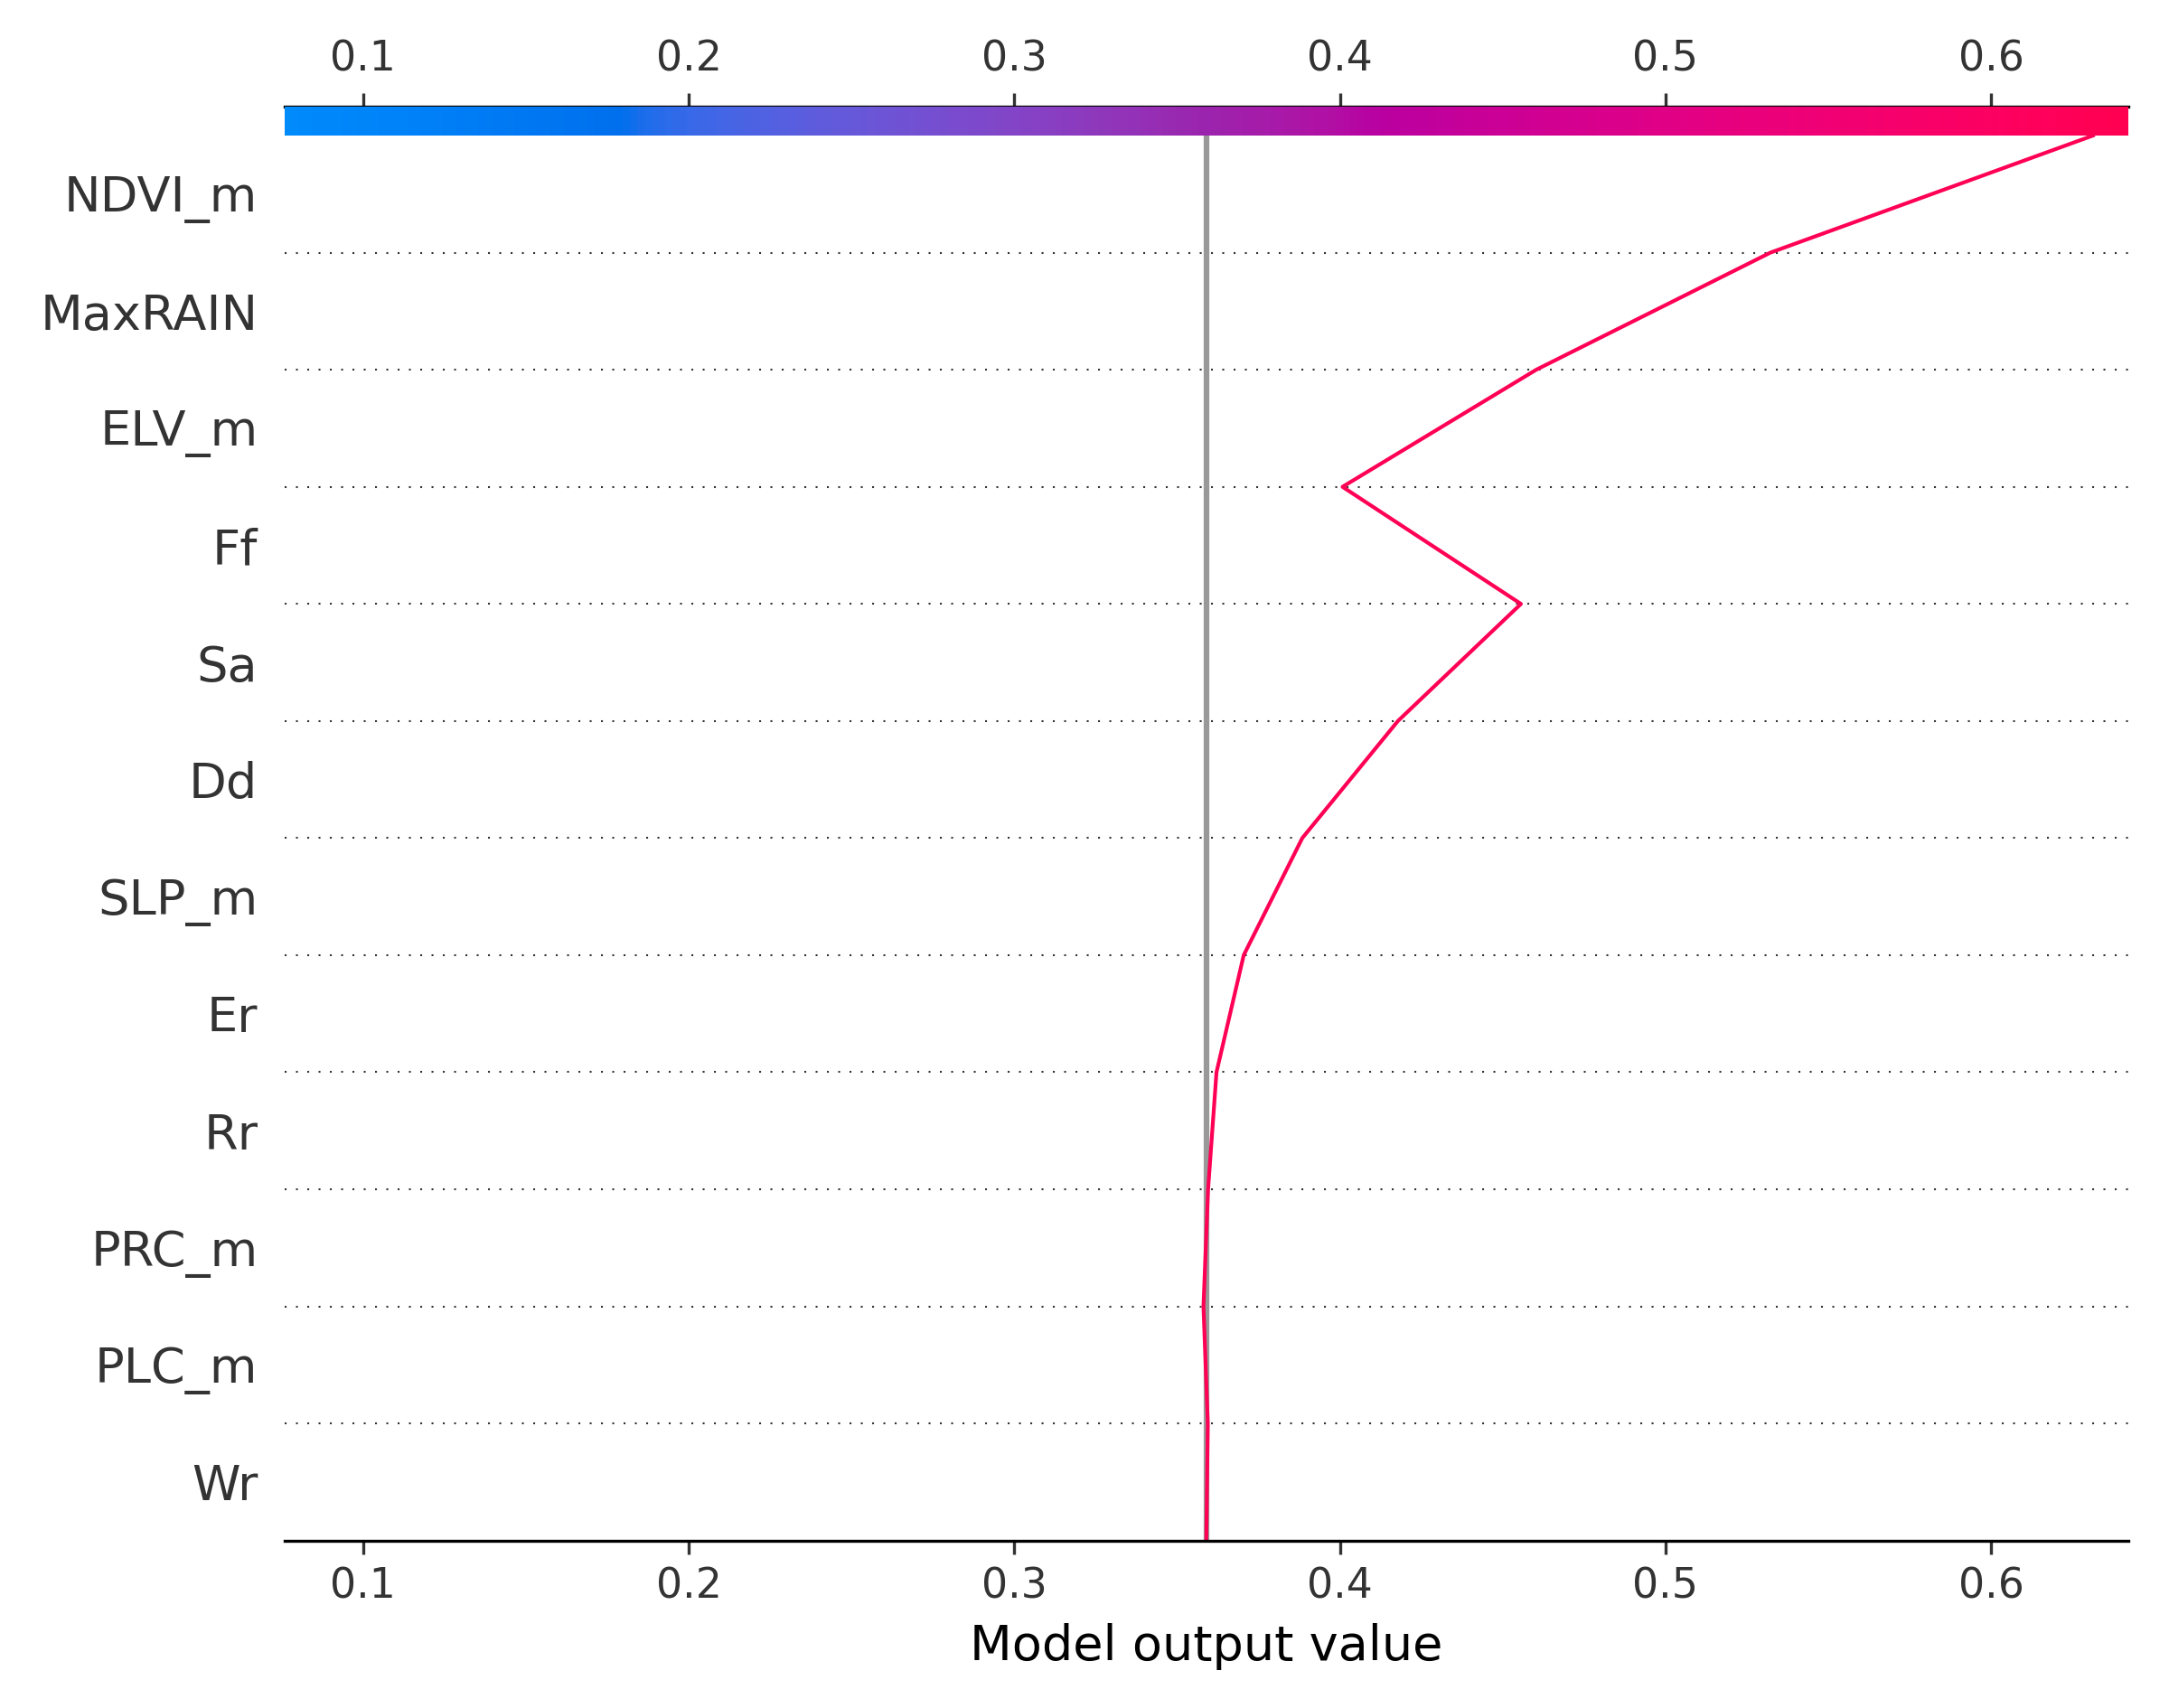 0.1 0.2 0.3 0.4 0.5 0.6
NDVI_m
MaxRAIN
ELV_m
Ff
Sa
Dd
SLP_m
Er
Rr
PRC_m
PLC_m
Wr
0.1 0.2 0.3 0.4 0.5 0.6
Model output value